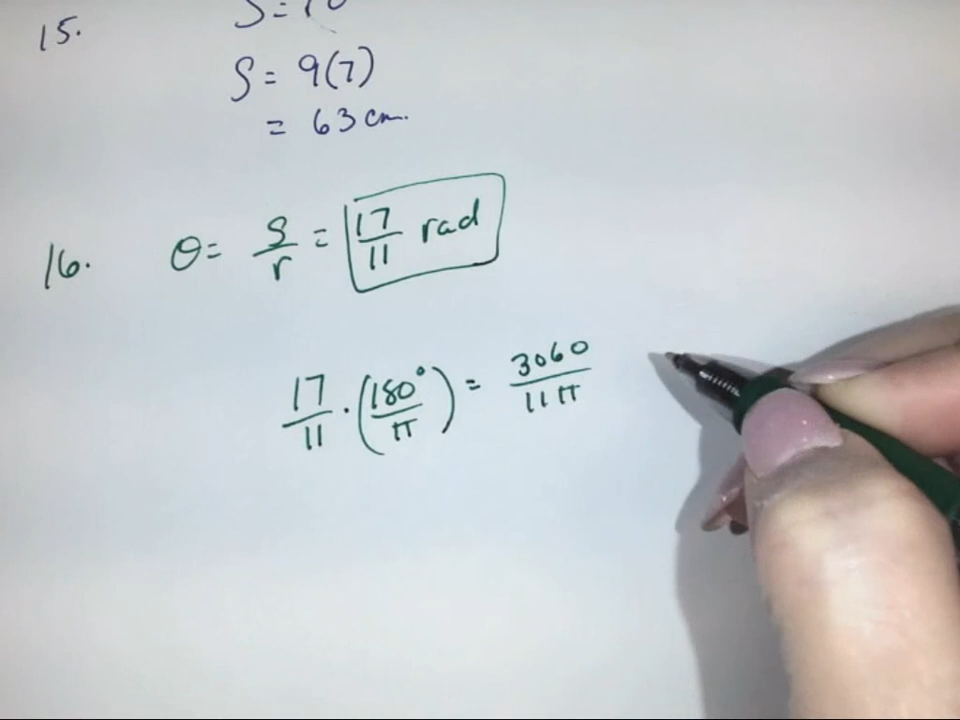 15.
S = 9(7)
= 63 cm.
16. θ = S/r = 17/11 rad
17/11 · (180°/π) = 3060/11π